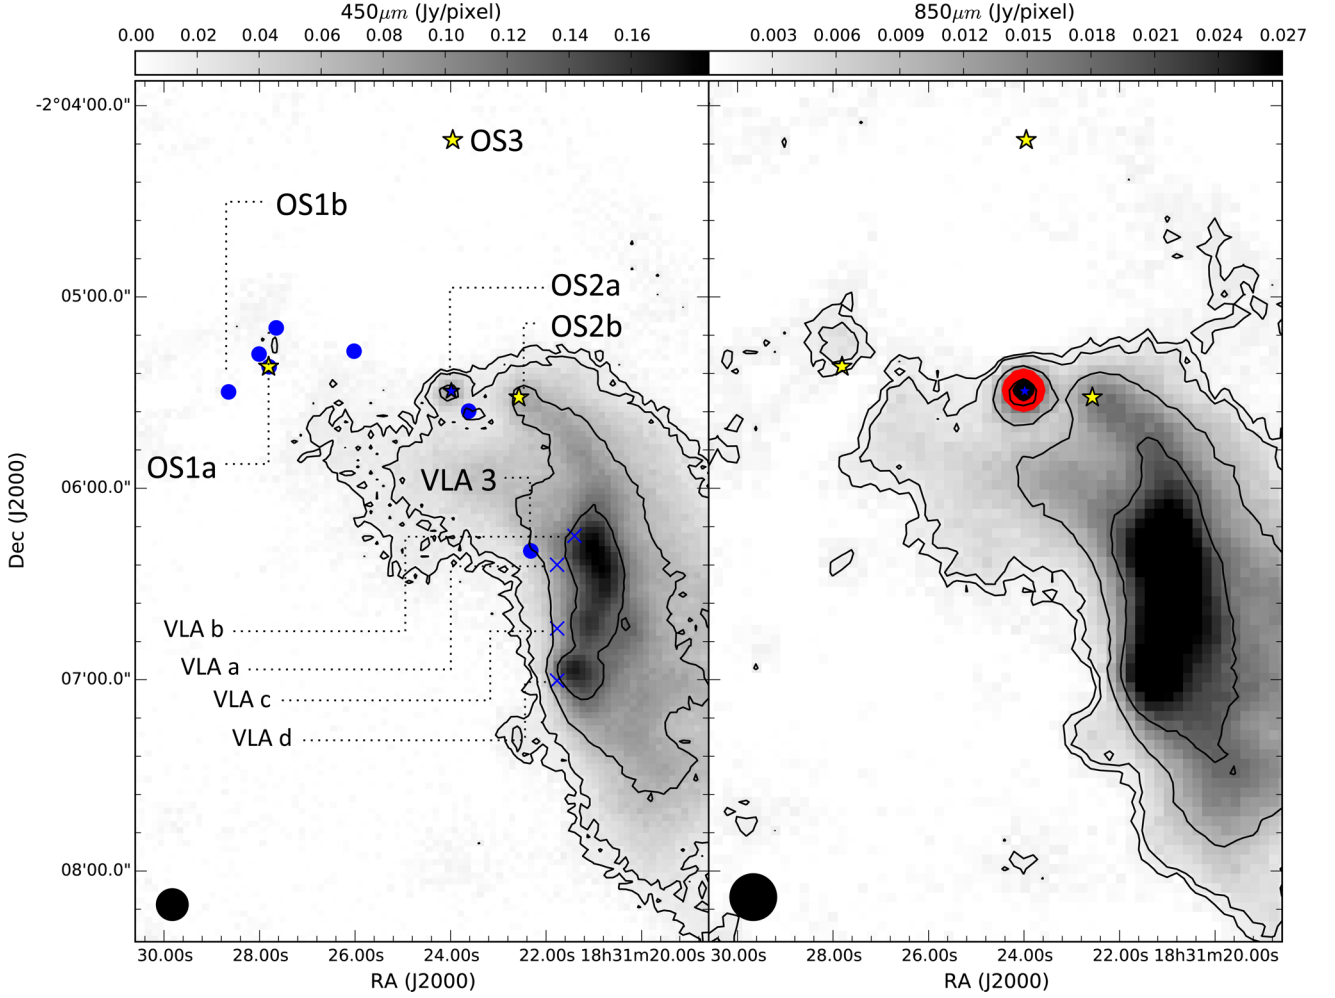 450μm (Jy/pixel)
850μm (Jy/pixel)
0.00 0.02 0.04 0.06 0.08 0.10 0.12 0.14 0.16
0.003 0.006 0.009 0.012 0.015 0.018 0.021 0.024 0.027
-2°04'00.0"
OS3
OS1b
OS2a
05'00.0"
OS2b
OS1a
VLA 3
06'00.0"
Dec (J2000)
VLA b
VLA a
07'00.0"
VLA c
VLA d
08'00.0"
30.00s 28.00s 26.00s 24.00s 22.00s 18h31m20.00s
30.00s 28.00s 26.00s 24.00s 22.00s 18h31m20.00s
RA (J2000)
RA (J2000)